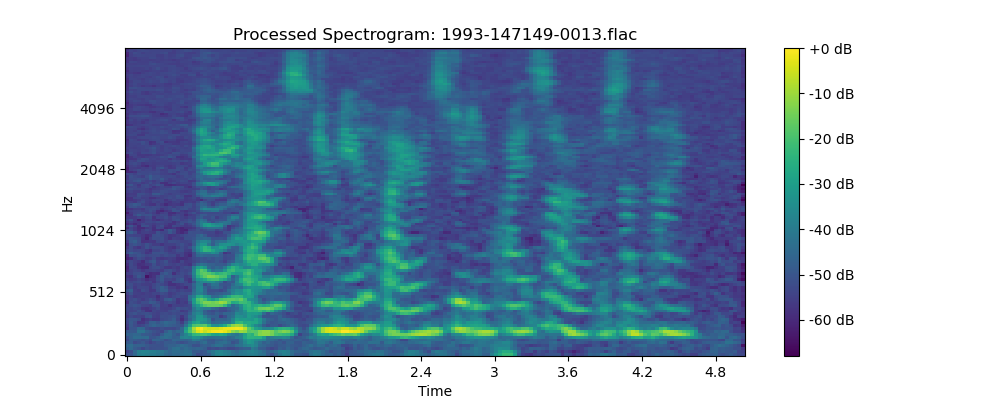 Processed Spectrogram: 1993-147149-0013.flac
Hz
4096
2048
1024
512
0
0 0.6 1.2 1.8 2.4 3 3.6 4.2 4.8
Time
+0 dB
-10 dB
-20 dB
-30 dB
-40 dB
-50 dB
-60 dB